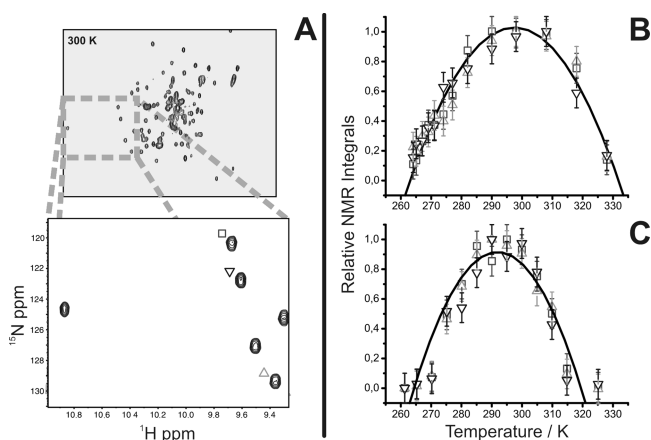 A
300 K
120
122
124
126
128
130
¹⁵N ppm
10.8 10.6 10.4 10.2 10.0 9.8 9.6 9.4
¹H ppm
B
1,0
0,8
0,6
0,4
0,2
0,0
260 270 280 290 300 310 320 330
Relative NMR Integrals
C
1,0
0,8
0,6
0,4
0,2
0,0
260 270 280 290 300 310 320 330
Temperature / K